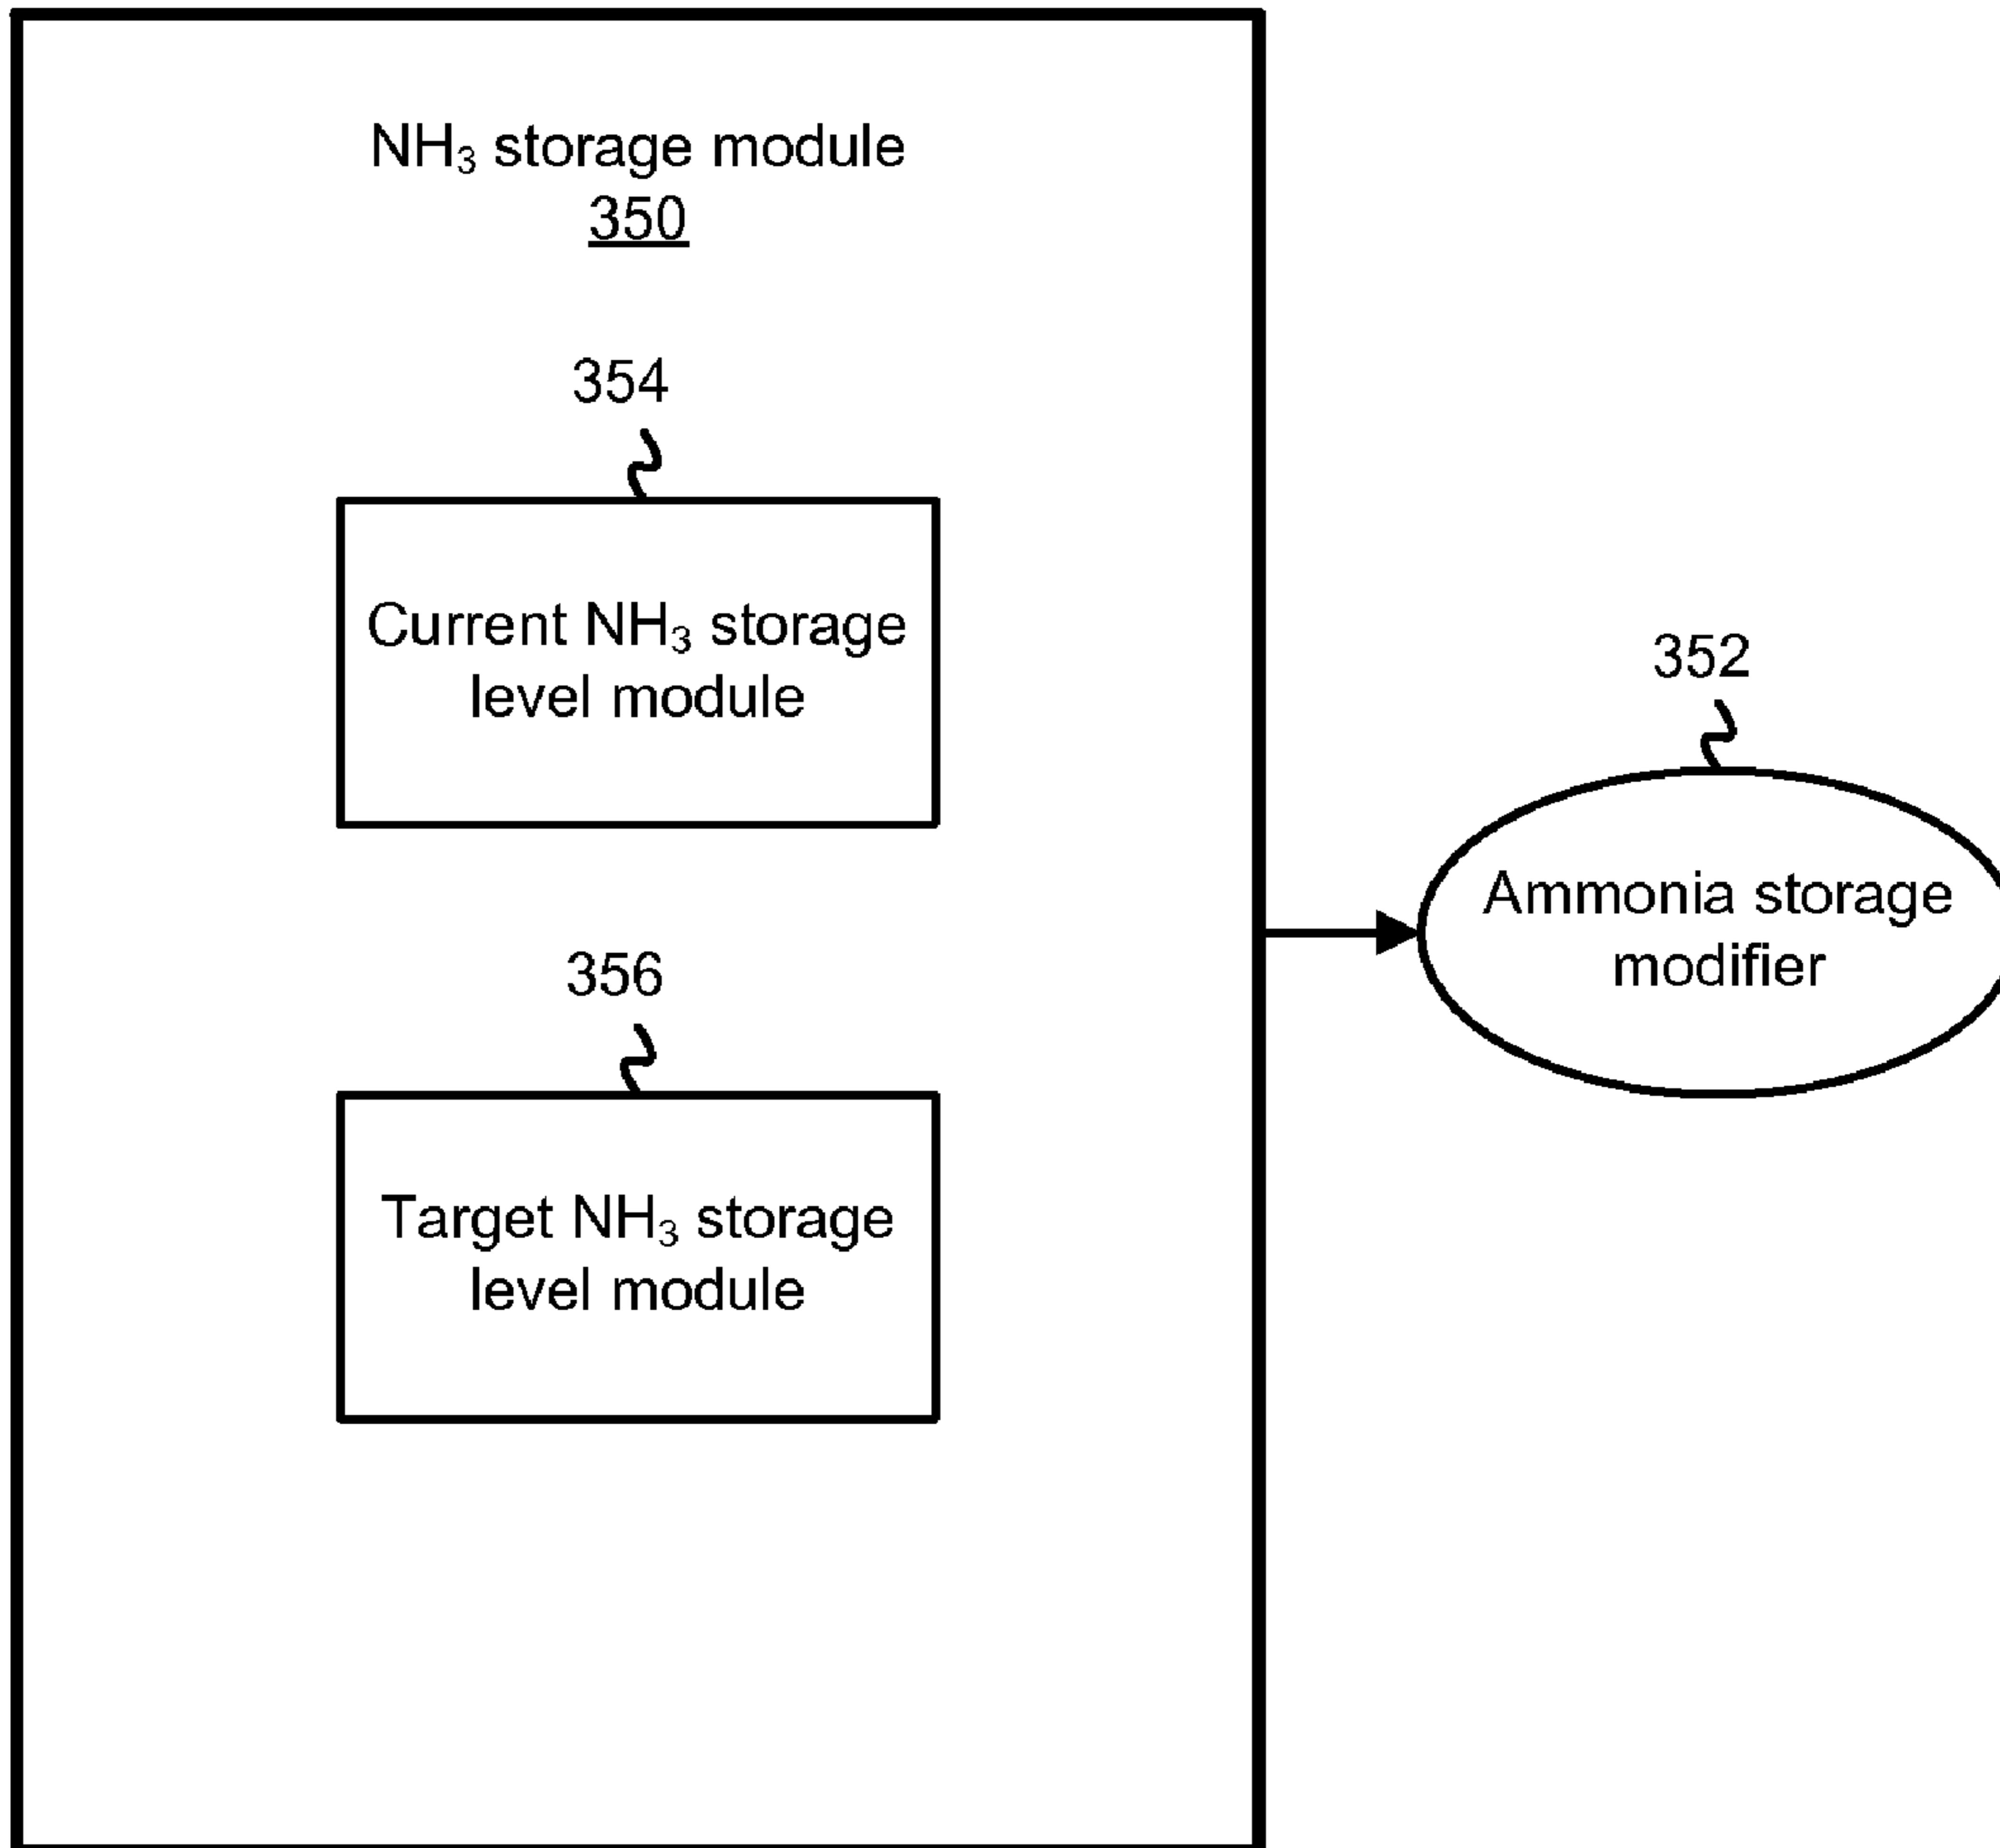 NH₃ storage module
350
354
Current NH₃ storage
level module
352
Ammonia storage
modifier
356
Target NH₃ storage
level module